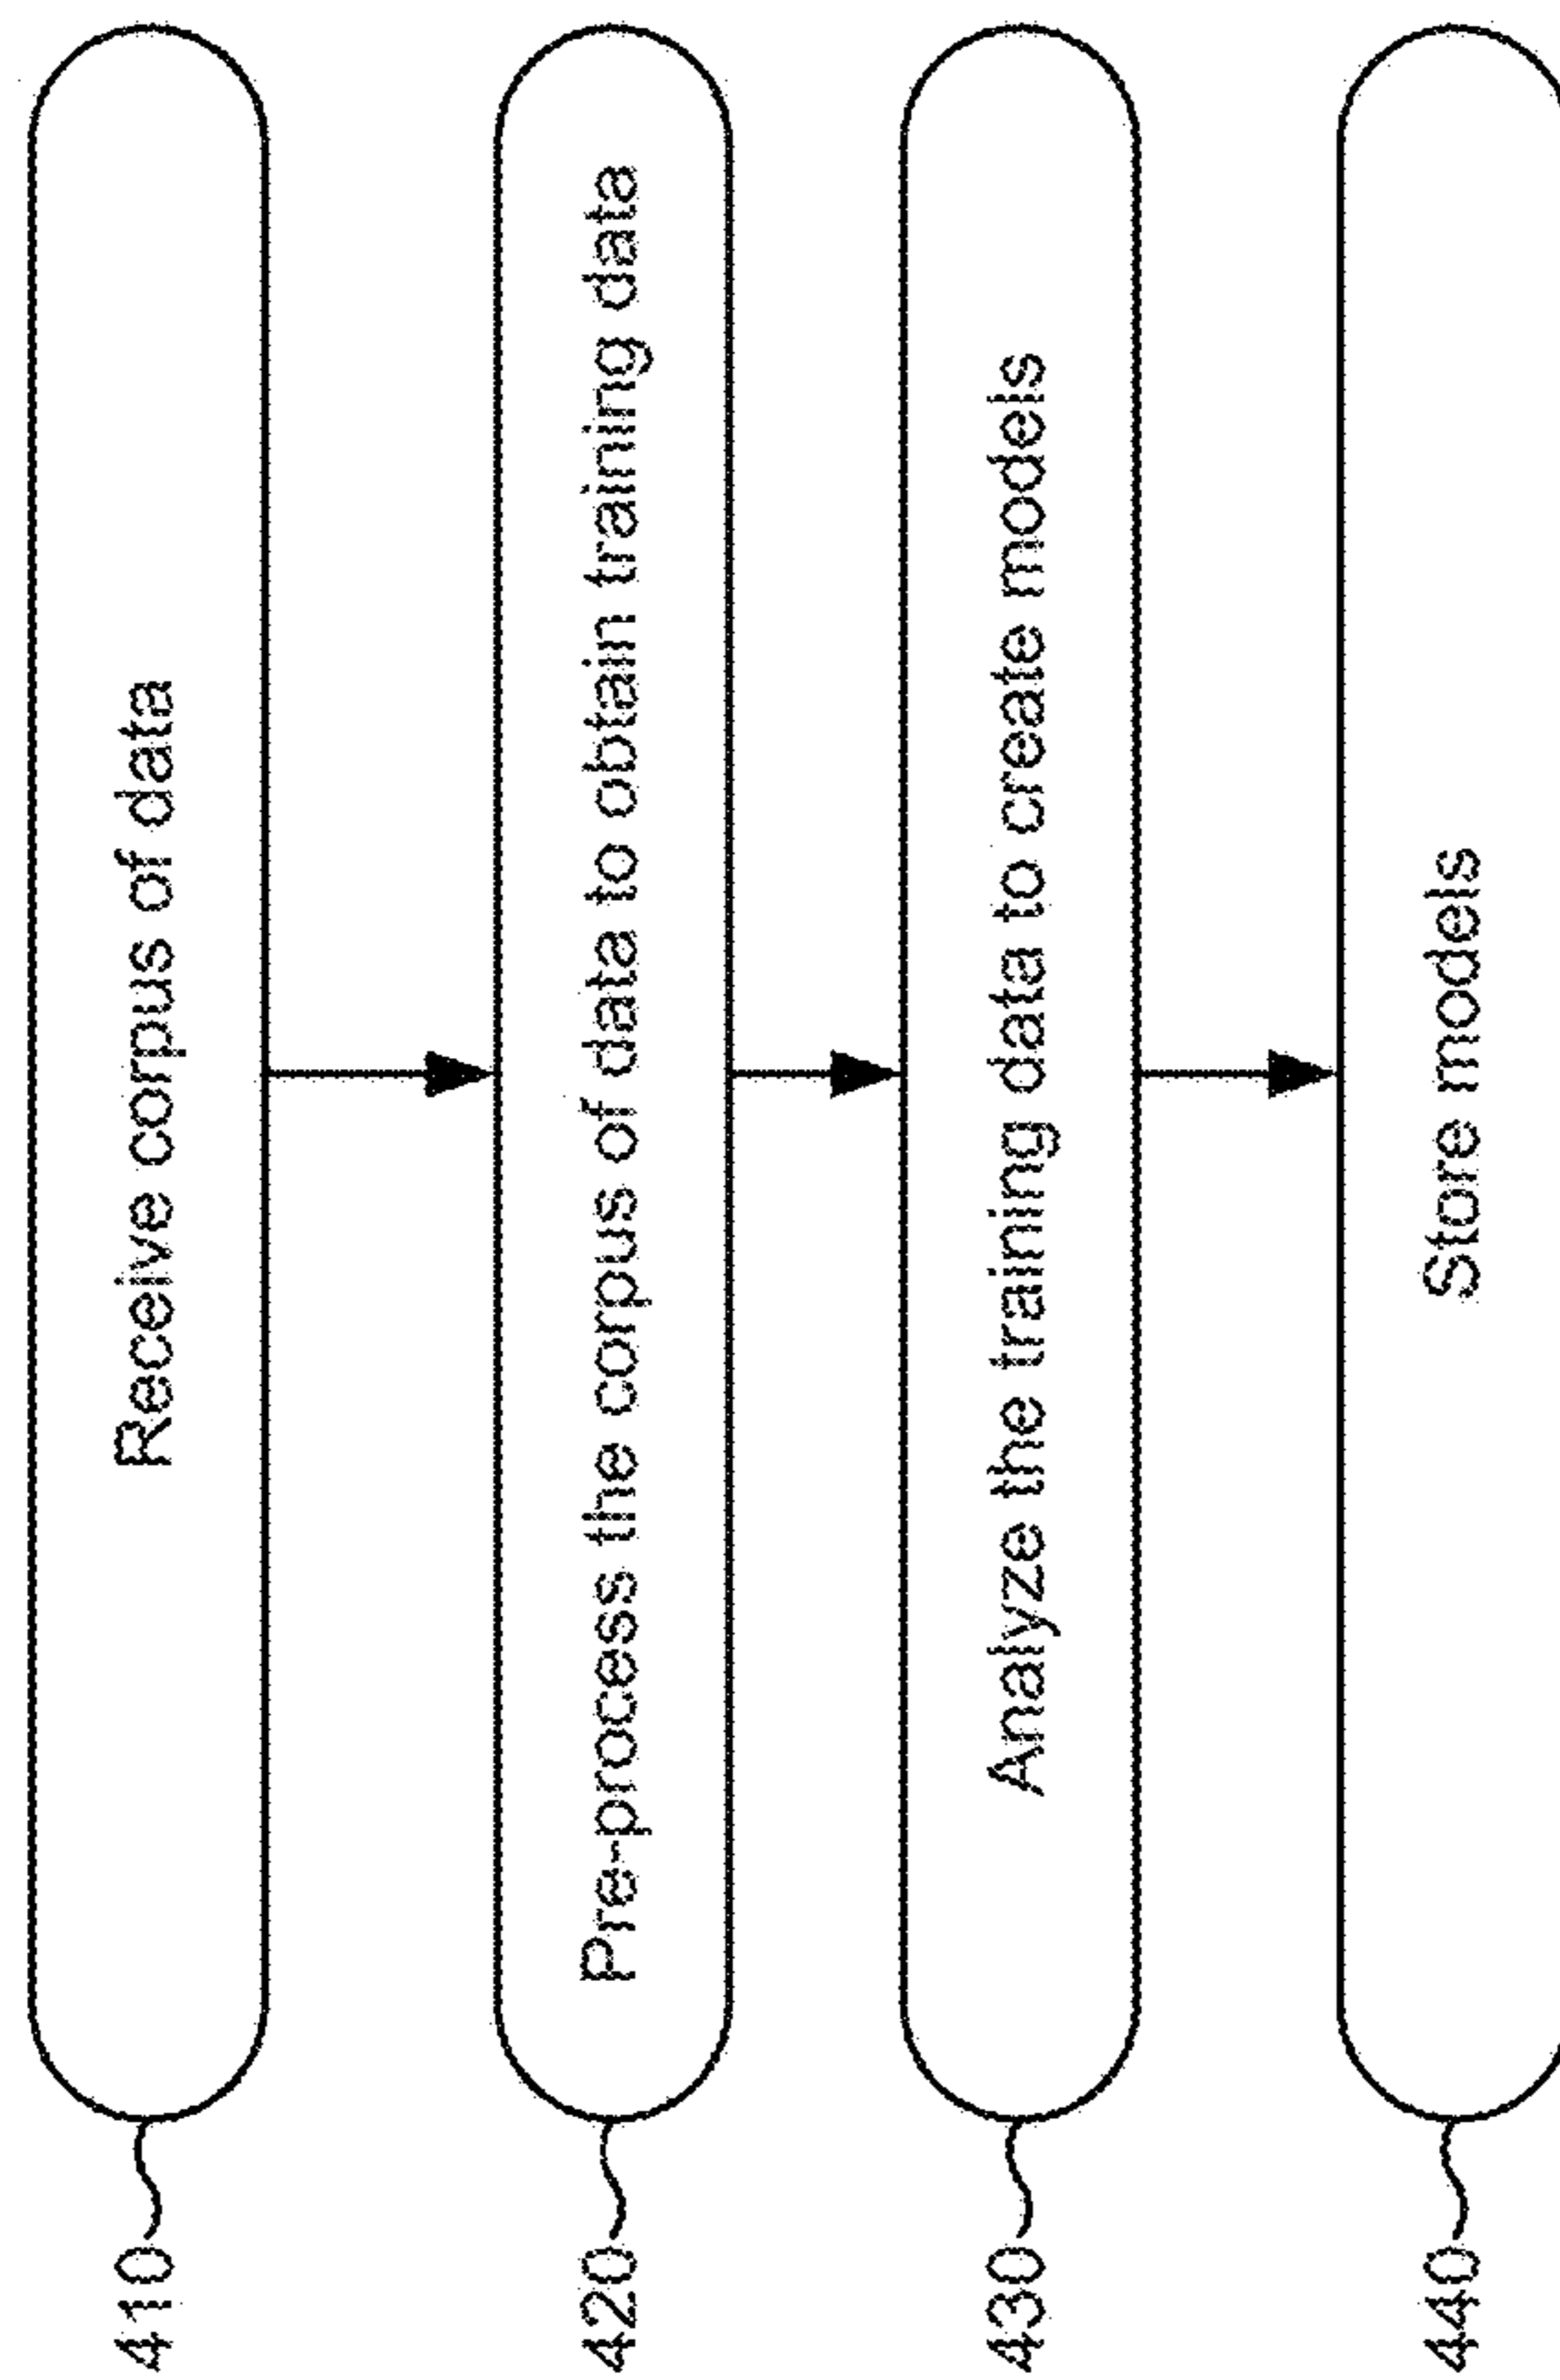 410
Receive corpus of data
420
Pre-process the corpus of data to obtain training data
430
Analyze the training data to create models
440
Store models